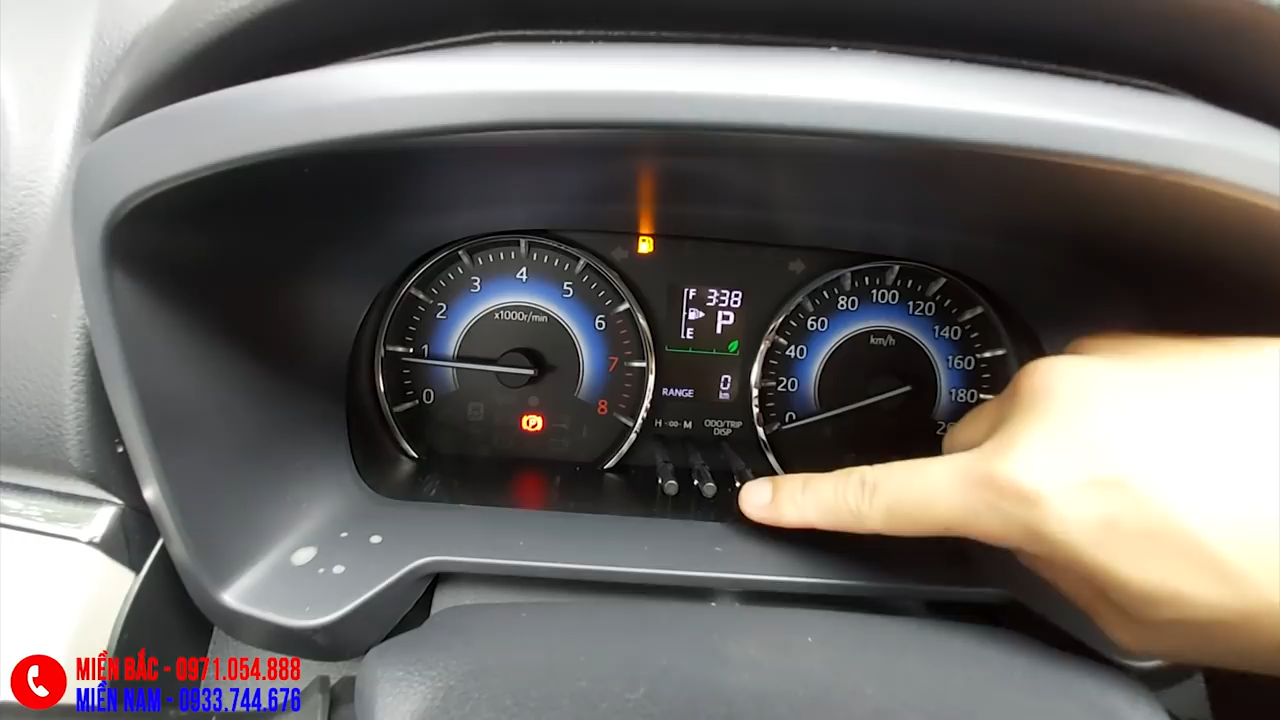 0
1
2
3
4
5
6
7
8
x1000r/min
P
F 3:38
P
E
RANGE 0 km
H -oo- M
ODO/TRIP
DISP
0
20
40
60
80
100
120
140
160
180
km/h
MIỀN BẮC - 0971.054.888
MIỀN NAM - 0933.744.676